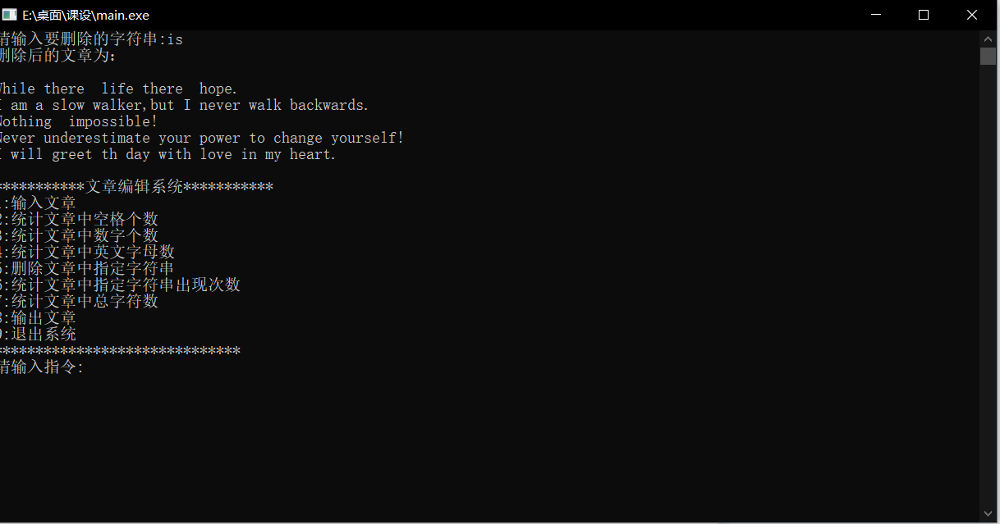 E:\桌面\课设\main.exe
请输入要删除的字符串:is
删除后的文章为:
While there  life there  hope.
I am a slow walker,but I never walk backwards.
Nothing  impossible!
Never underestimate your power to change yourself!
I will greet th day with love in my heart.
***********文章编辑系统***********
1:输入文章
2:统计文章中空格个数
3:统计文章中数字个数
4:统计文章中英文字母数
5:删除文章中指定字符串
6:统计文章中指定字符串出现次数
7:统计文章中总字符数
8:输出文章
0:退出系统
******************************
请输入指令: